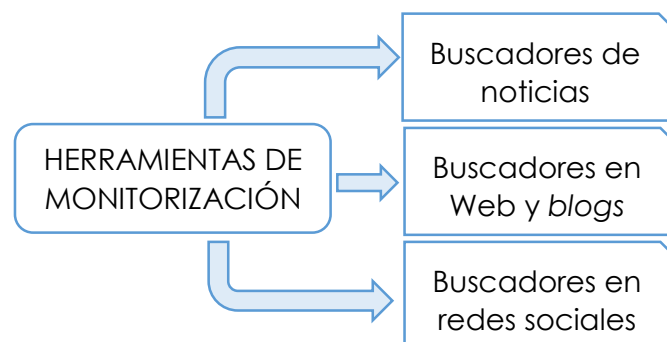 HERRAMIENTAS DE
MONITORIZACIÓN
Buscadores de
noticias
Buscadores en
Web y blogs
Buscadores en
redes sociales